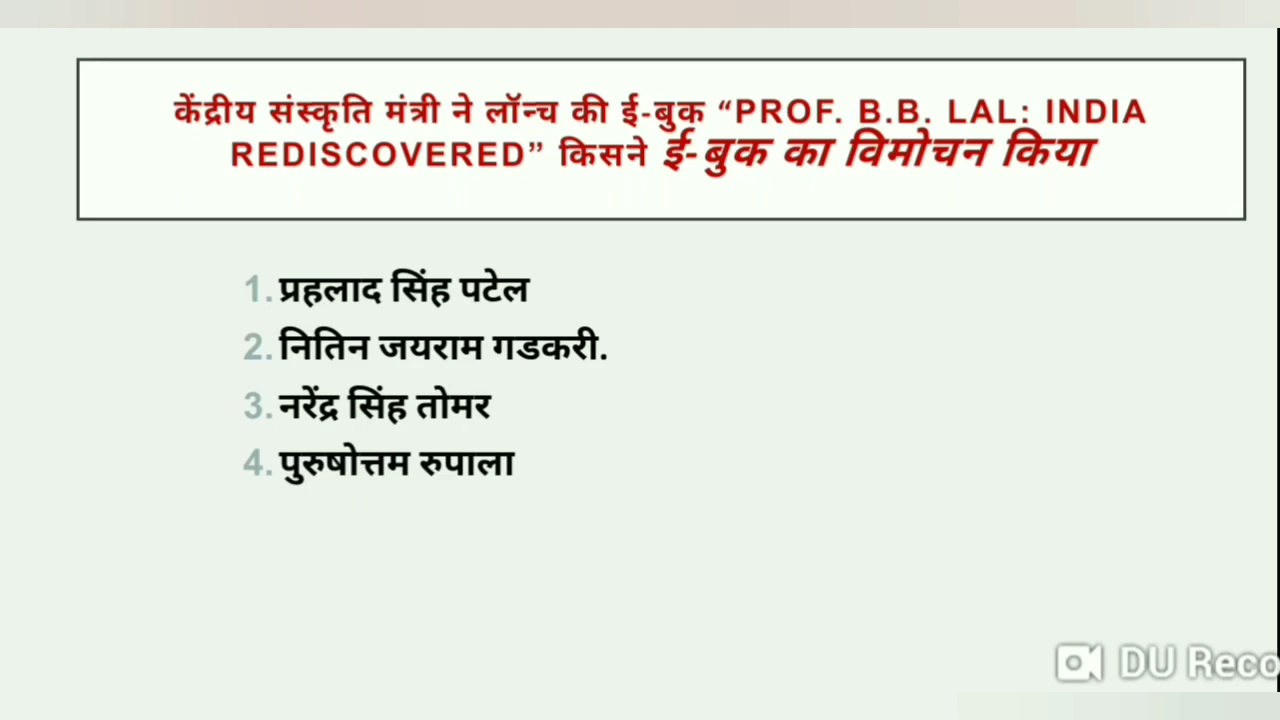 केंद्रीय संस्कृति मंत्री ने लॉन्च की ई-बुक “PROF. B.B. LAL: INDIA
REDISCOVERED” किसने ई-बुक का विमोचन किया
1. प्रहलाद सिंह पटेल
2. नितिन जयराम गडकरी.
3. नरेंद्र सिंह तोमर
4. पुरुषोत्तम रुपाला
DU Reco